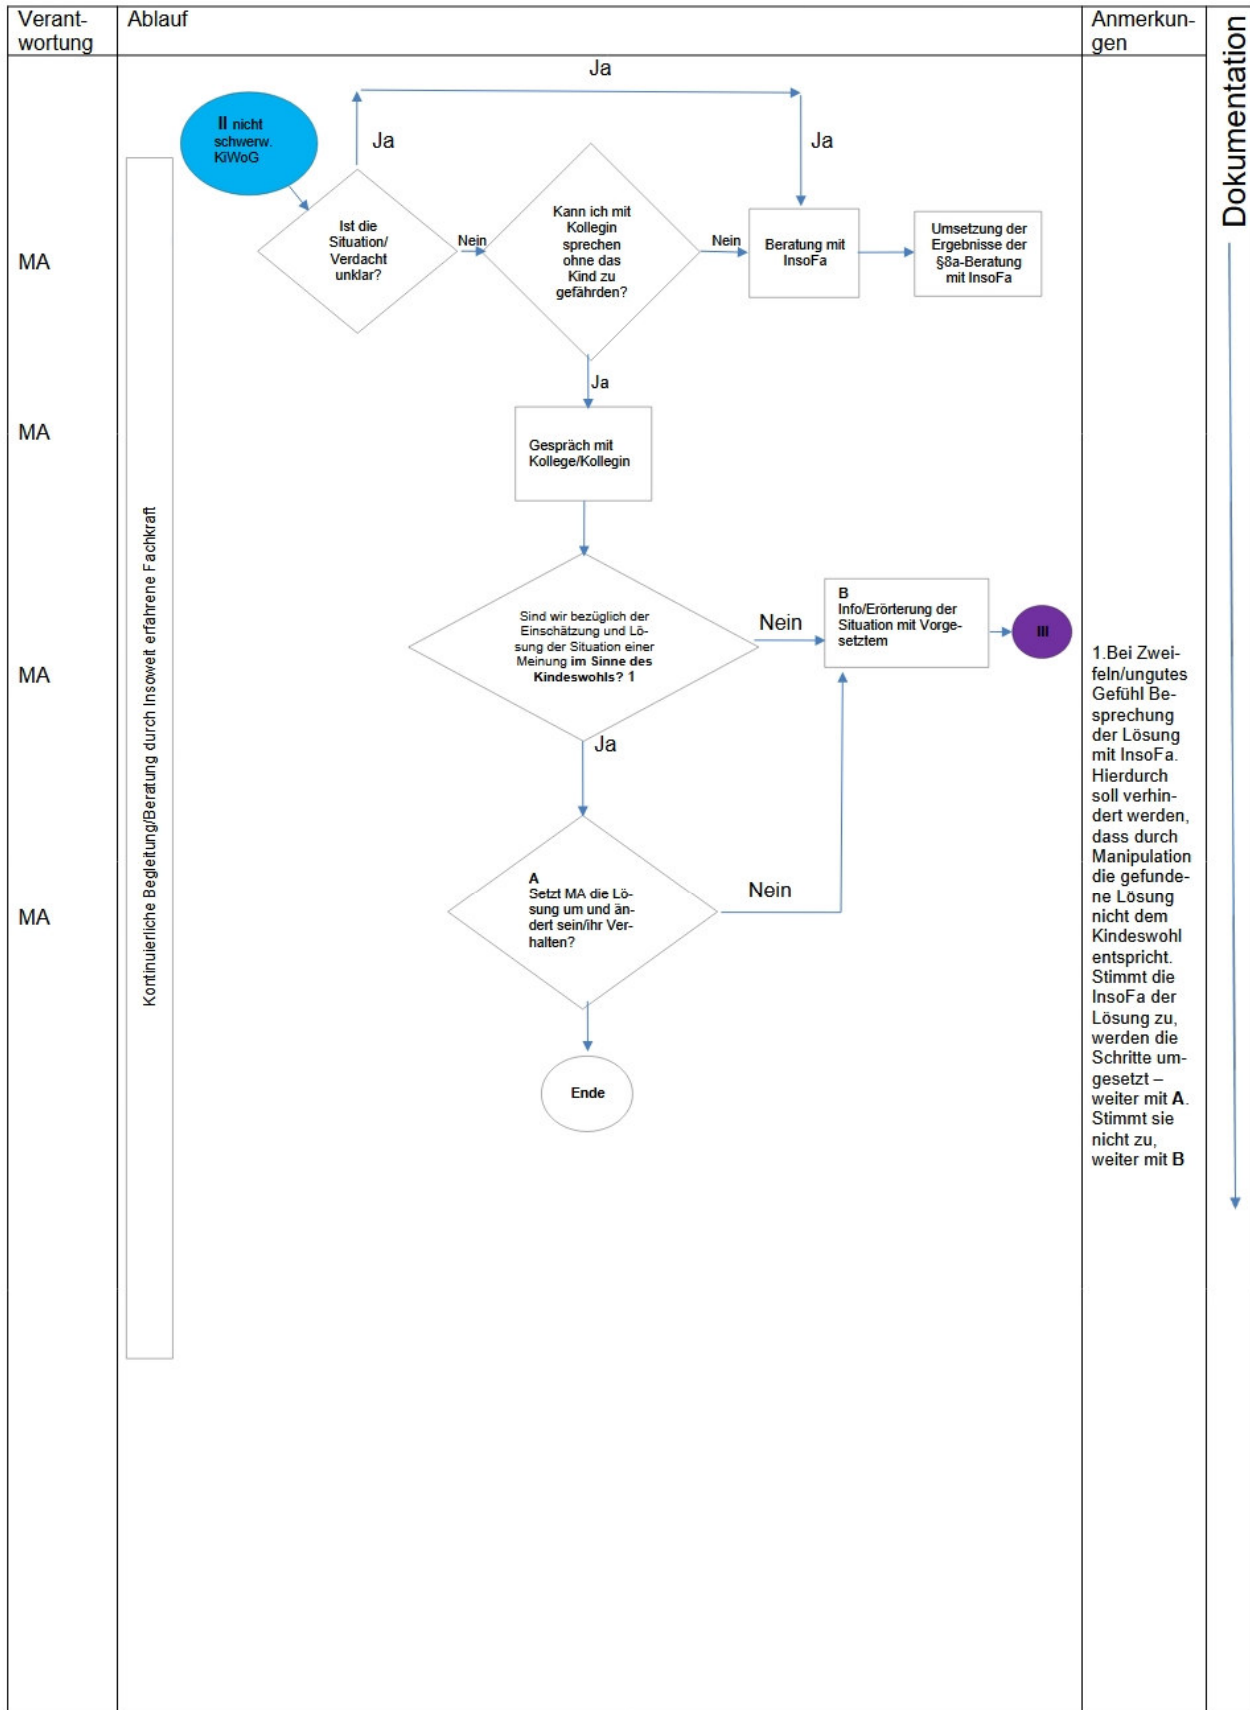 Verant-
wortung
Ablauf
Anmerkun-
gen
Dokumentation
Ja
II nicht
schwerw.
KiWoG
Ja
Ja
Ist die
Situation/
Verdacht
unklar?
Nein
Kann ich mit
Kollegin
sprechen
ohne das
Kind zu
gefährden?
Nein
Beratung mit
InsoFa
Umsetzung der
Ergebnisse der
§8a-Beratung
mit InsoFa
MA
Ja
MA
Gespräch mit
Kollege/Kollegin
Kontinuierliche Begleitung/Beratung durch Insoweit erfahrene Fachkraft
Sind wir bezüglich der
Einschätzung und Lö-
sung der Situation einer
Meinung im Sinne des
Kindeswohls? 1
Nein
B
Info/Erörterung der
Situation mit Vorge-
setztem
III
MA
Ja
A
Setzt MA die Lö-
sung um und än-
dert sein/ihr Ver-
halten?
Nein
MA
Ende
1.Bei Zwei-
feln/ungutes
Gefühl Be-
sprechung
der Lösung
mit InsoFa.
Hierdurch
soll verhin-
dert werden,
dass durch
Manipulation
die gefunde-
ne Lösung
nicht dem
Kindeswohl
entspricht.
Stimmt die
InsoFa der
Lösung zu,
werden die
Schritte um-
gesetzt –
weiter mit A.
Stimmt sie
nicht zu,
weiter mit B